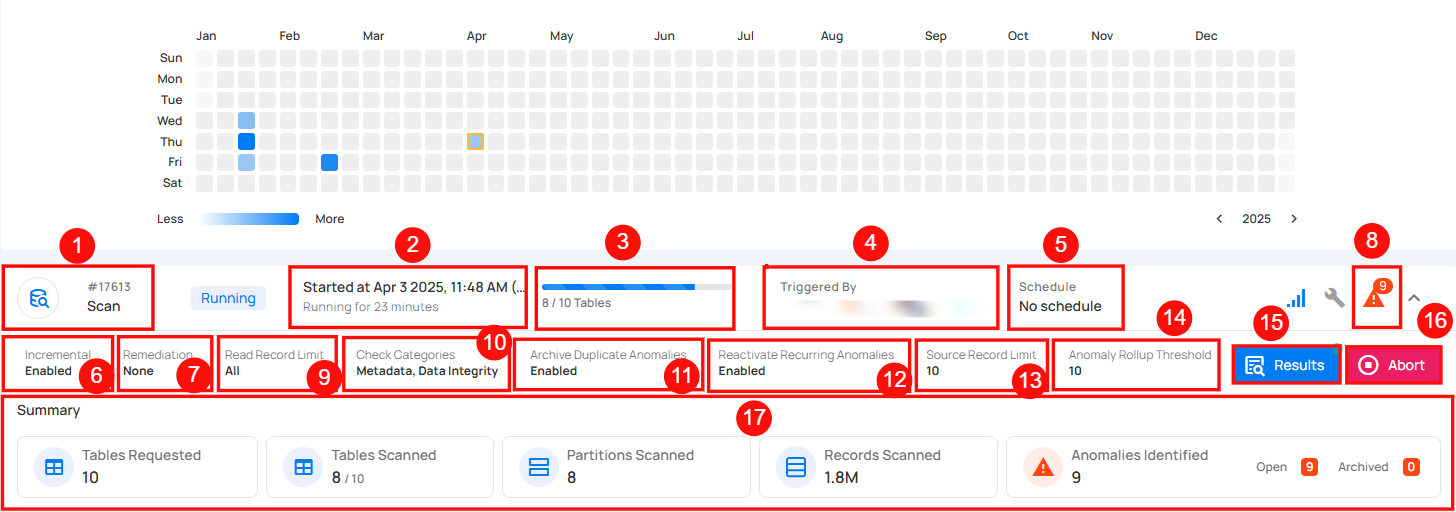 Jan Feb Mar Apr May Jun Jul Aug Sep Oct Nov Dec
Sun
Mon
Tue
Wed
Thu
Fri
Sat
Less More < 2025 >
1 2 3 4 5 8
#17613 Started at Apr 3 2025, 11:48 AM (... Triggered By Schedule 9
Scan Running Running for 23 minutes 8 / 10 Tables No schedule
14 15 16
Incremental Remediation Read Record Limit Check Categories 10 Archive Duplicate Anomalies Reactivate Recurring Anomalies Source Record Limit Anomaly Rollup Threshold
Enabled None All Metadata, Data Integrity Enabled Enabled 10 10 Results Abort
6 7 9 11 12 13
Summary 17
Tables Requested Tables Scanned Partitions Scanned Records Scanned Anomalies Identified
10 8 / 10 8 1.8M 9 Open 9 Archived 0